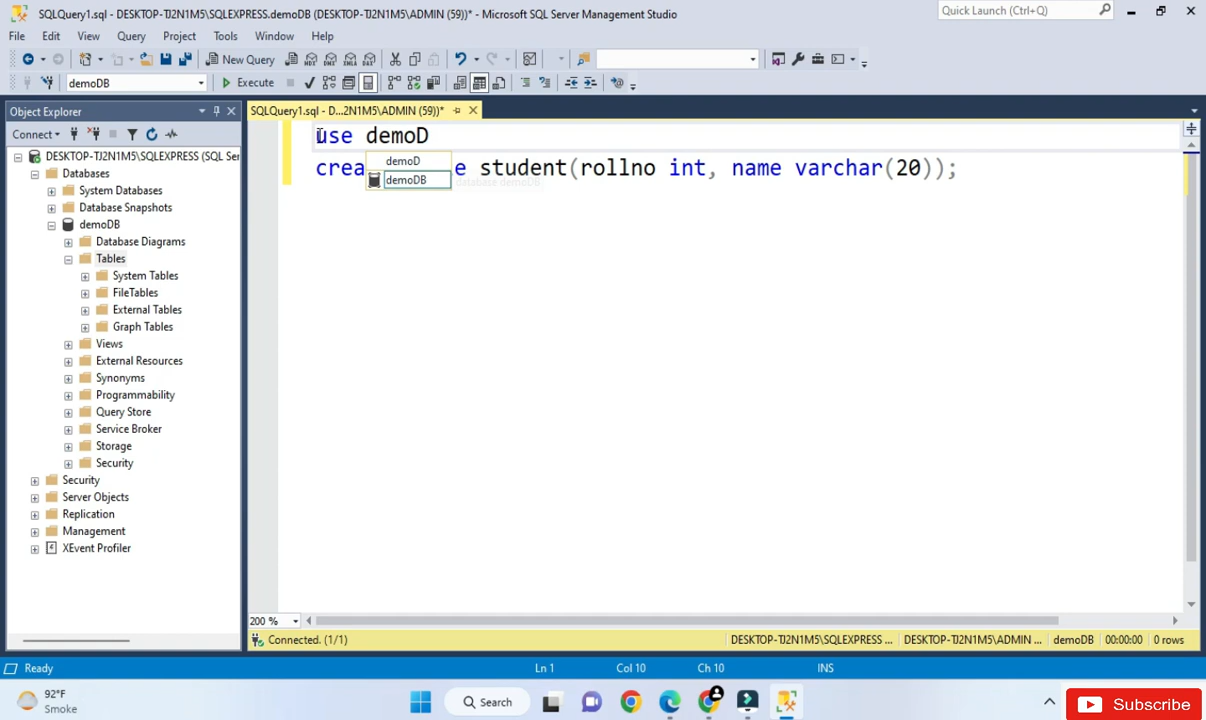 SQLQuery1.sql - DESKTOP-TJ2N1M5\SQLEXPRESS.demoDB (DESKTOP-TJ2N1M5\ADMIN (59))* - Microsoft SQL Server Management Studio
Quick Launch (Ctrl+Q)
File Edit View Query Project Tools Window Help
New Query
demoDB
Execute
Object Explorer
SQLQuery1.sql - D...2N1M5\ADMIN (59))*
Connect
use demoD
demoD
demoDB
database demoDB
crea e student(rollno int, name varchar(20));
DESKTOP-TJ2N1M5\SQLEXPRESS (SQL Ser
Databases
System Databases
Database Snapshots
demoDB
Database Diagrams
Tables
System Tables
FileTables
External Tables
Graph Tables
Views
External Resources
Synonyms
Programmability
Query Store
Service Broker
Storage
Security
Security
Server Objects
Replication
Management
XEvent Profiler
200 %
Connected. (1/1)
DESKTOP-TJ2N1M5\SQLEXPRESS ... DESKTOP-TJ2N1M5\ADMIN ... demoDB 00:00:00 0 rows
Ready
Ln 1 Col 10 Ch 10 INS
92°F
Smoke
Search
Subscribe